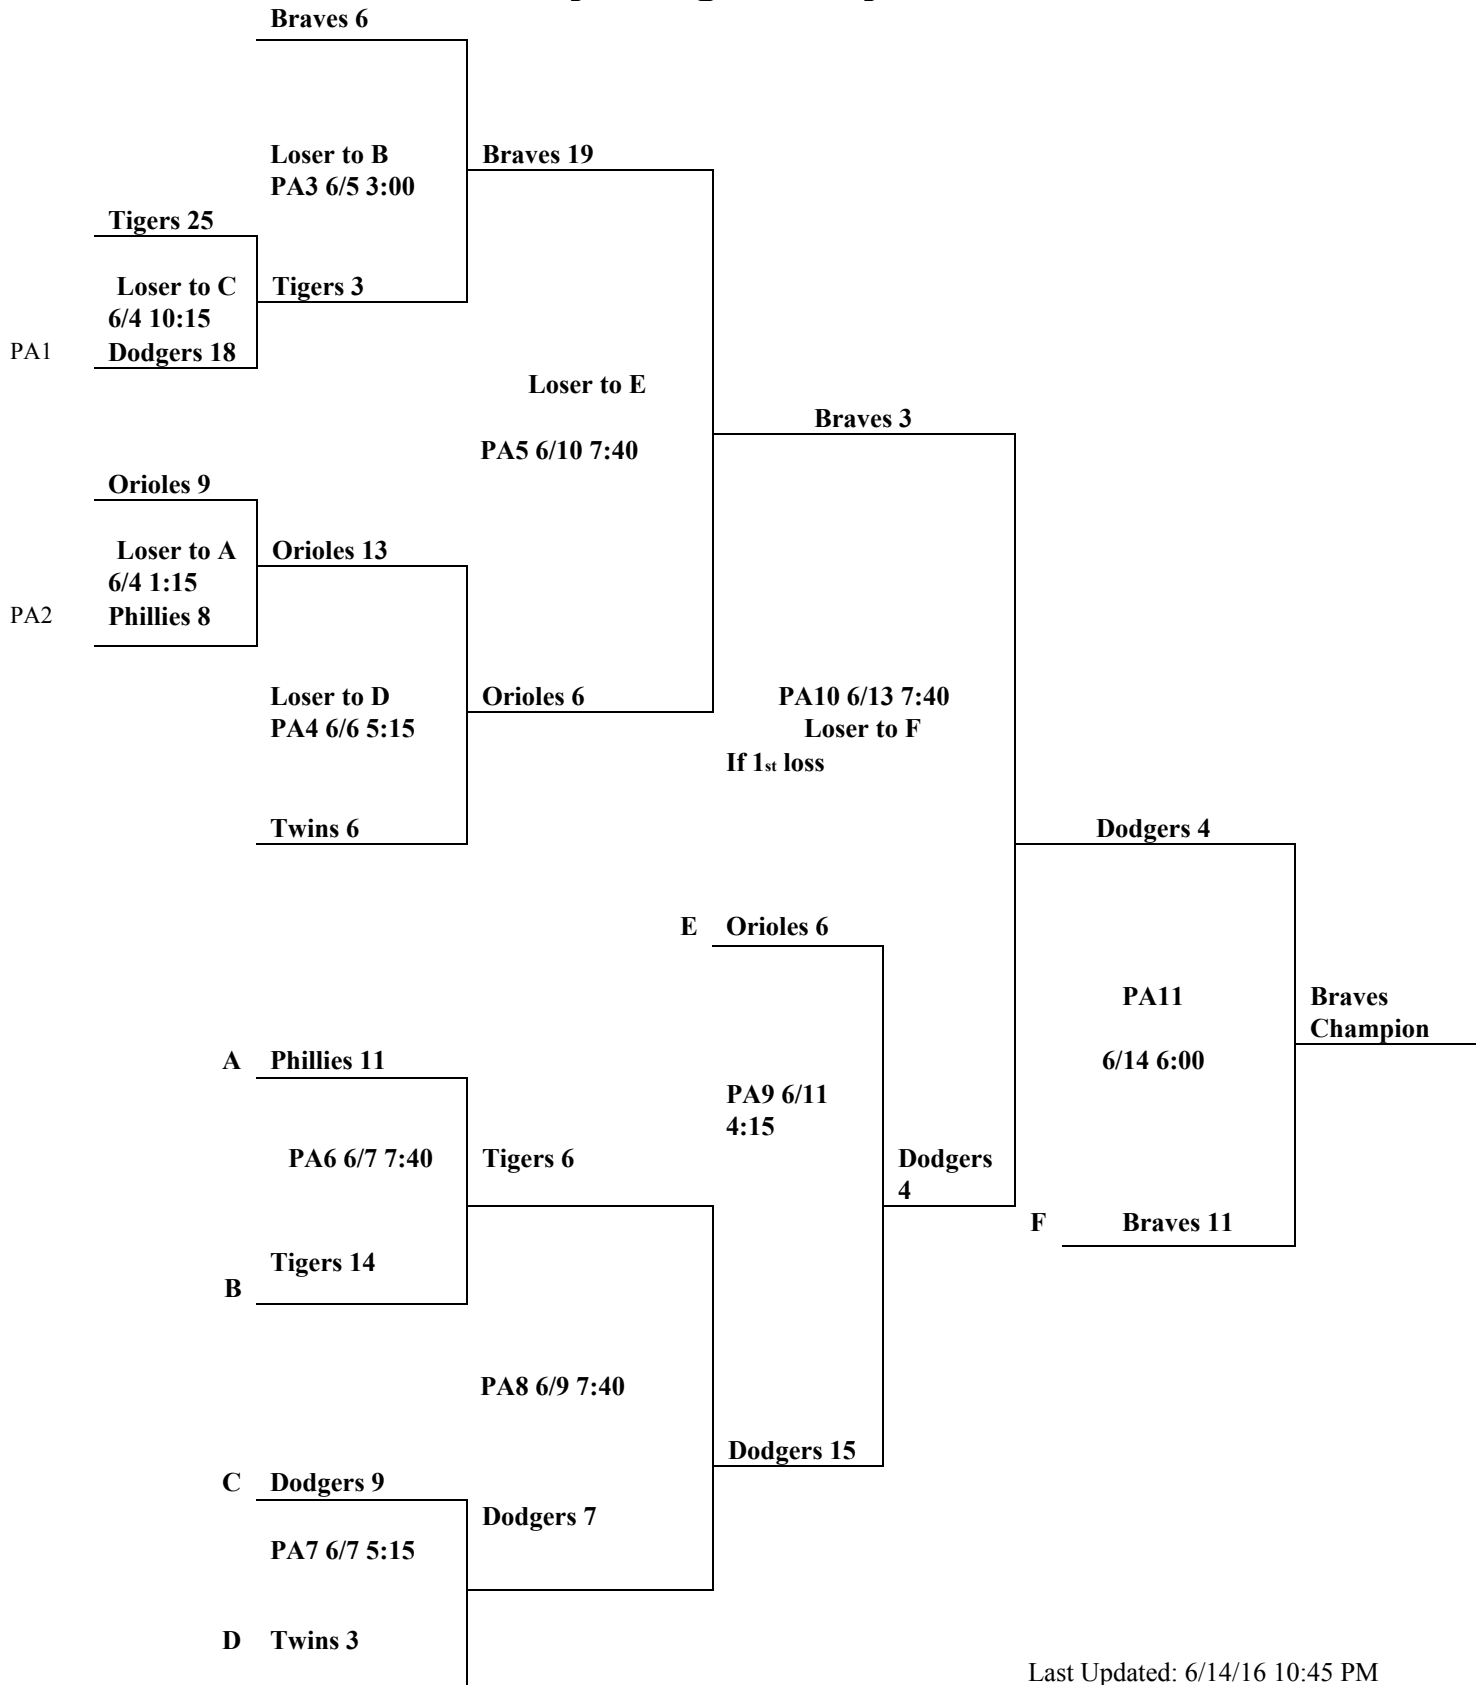 Braves 6
Loser to B
PA3 6/5 3:00
Braves 19
Tigers 25
Loser to C
6/4 10:15
Tigers 3
PA1
Dodgers 18
Loser to E
Braves 3
PA5 6/10 7:40
Orioles 9
Loser to A
6/4 1:15
Orioles 13
PA2
Phillies 8
Loser to D
PA4 6/6 5:15
Orioles 6
PA10 6/13 7:40
Loser to F
If 1st loss
Twins 6
Dodgers 4
E
Orioles 6
PA11
6/14 6:00
Braves
Champion
A
Phillies 11
PA9 6/11
4:15
PA6 6/7 7:40
Tigers 6
Dodgers
4
F
Braves 11
Tigers 14
B
PA8 6/9 7:40
Dodgers 15
C
Dodgers 9
Dodgers 7
PA7 6/7 5:15
D
Twins 3
Last Updated: 6/14/16 10:45 PM